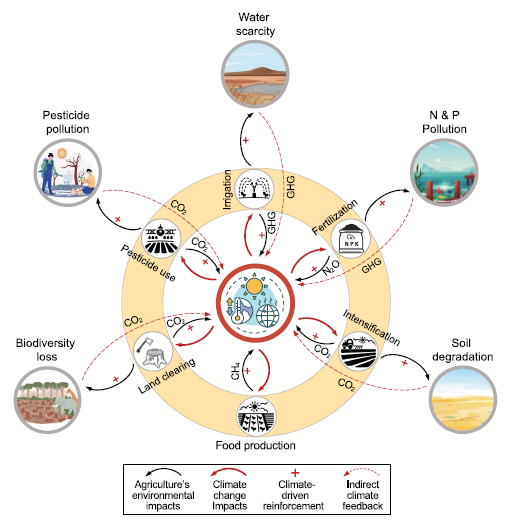 Water
scarcity
Pesticide
pollution
N & P
Pollution
Irrigation
GHG
GHG
Fertilization
N P K
N₂O
GHG
CO₂
CO₂
Pesticide use
CO₂
CO₂
Land clearing
Biodiversity
loss
Intensification
CO₂
CO₂
Soil
degradation
CH₄
Food production
+
Agriculture's
environmental
impacts
Climate
change
Impacts
Climate-
driven
reinforcement
Indirect
climate
feedback